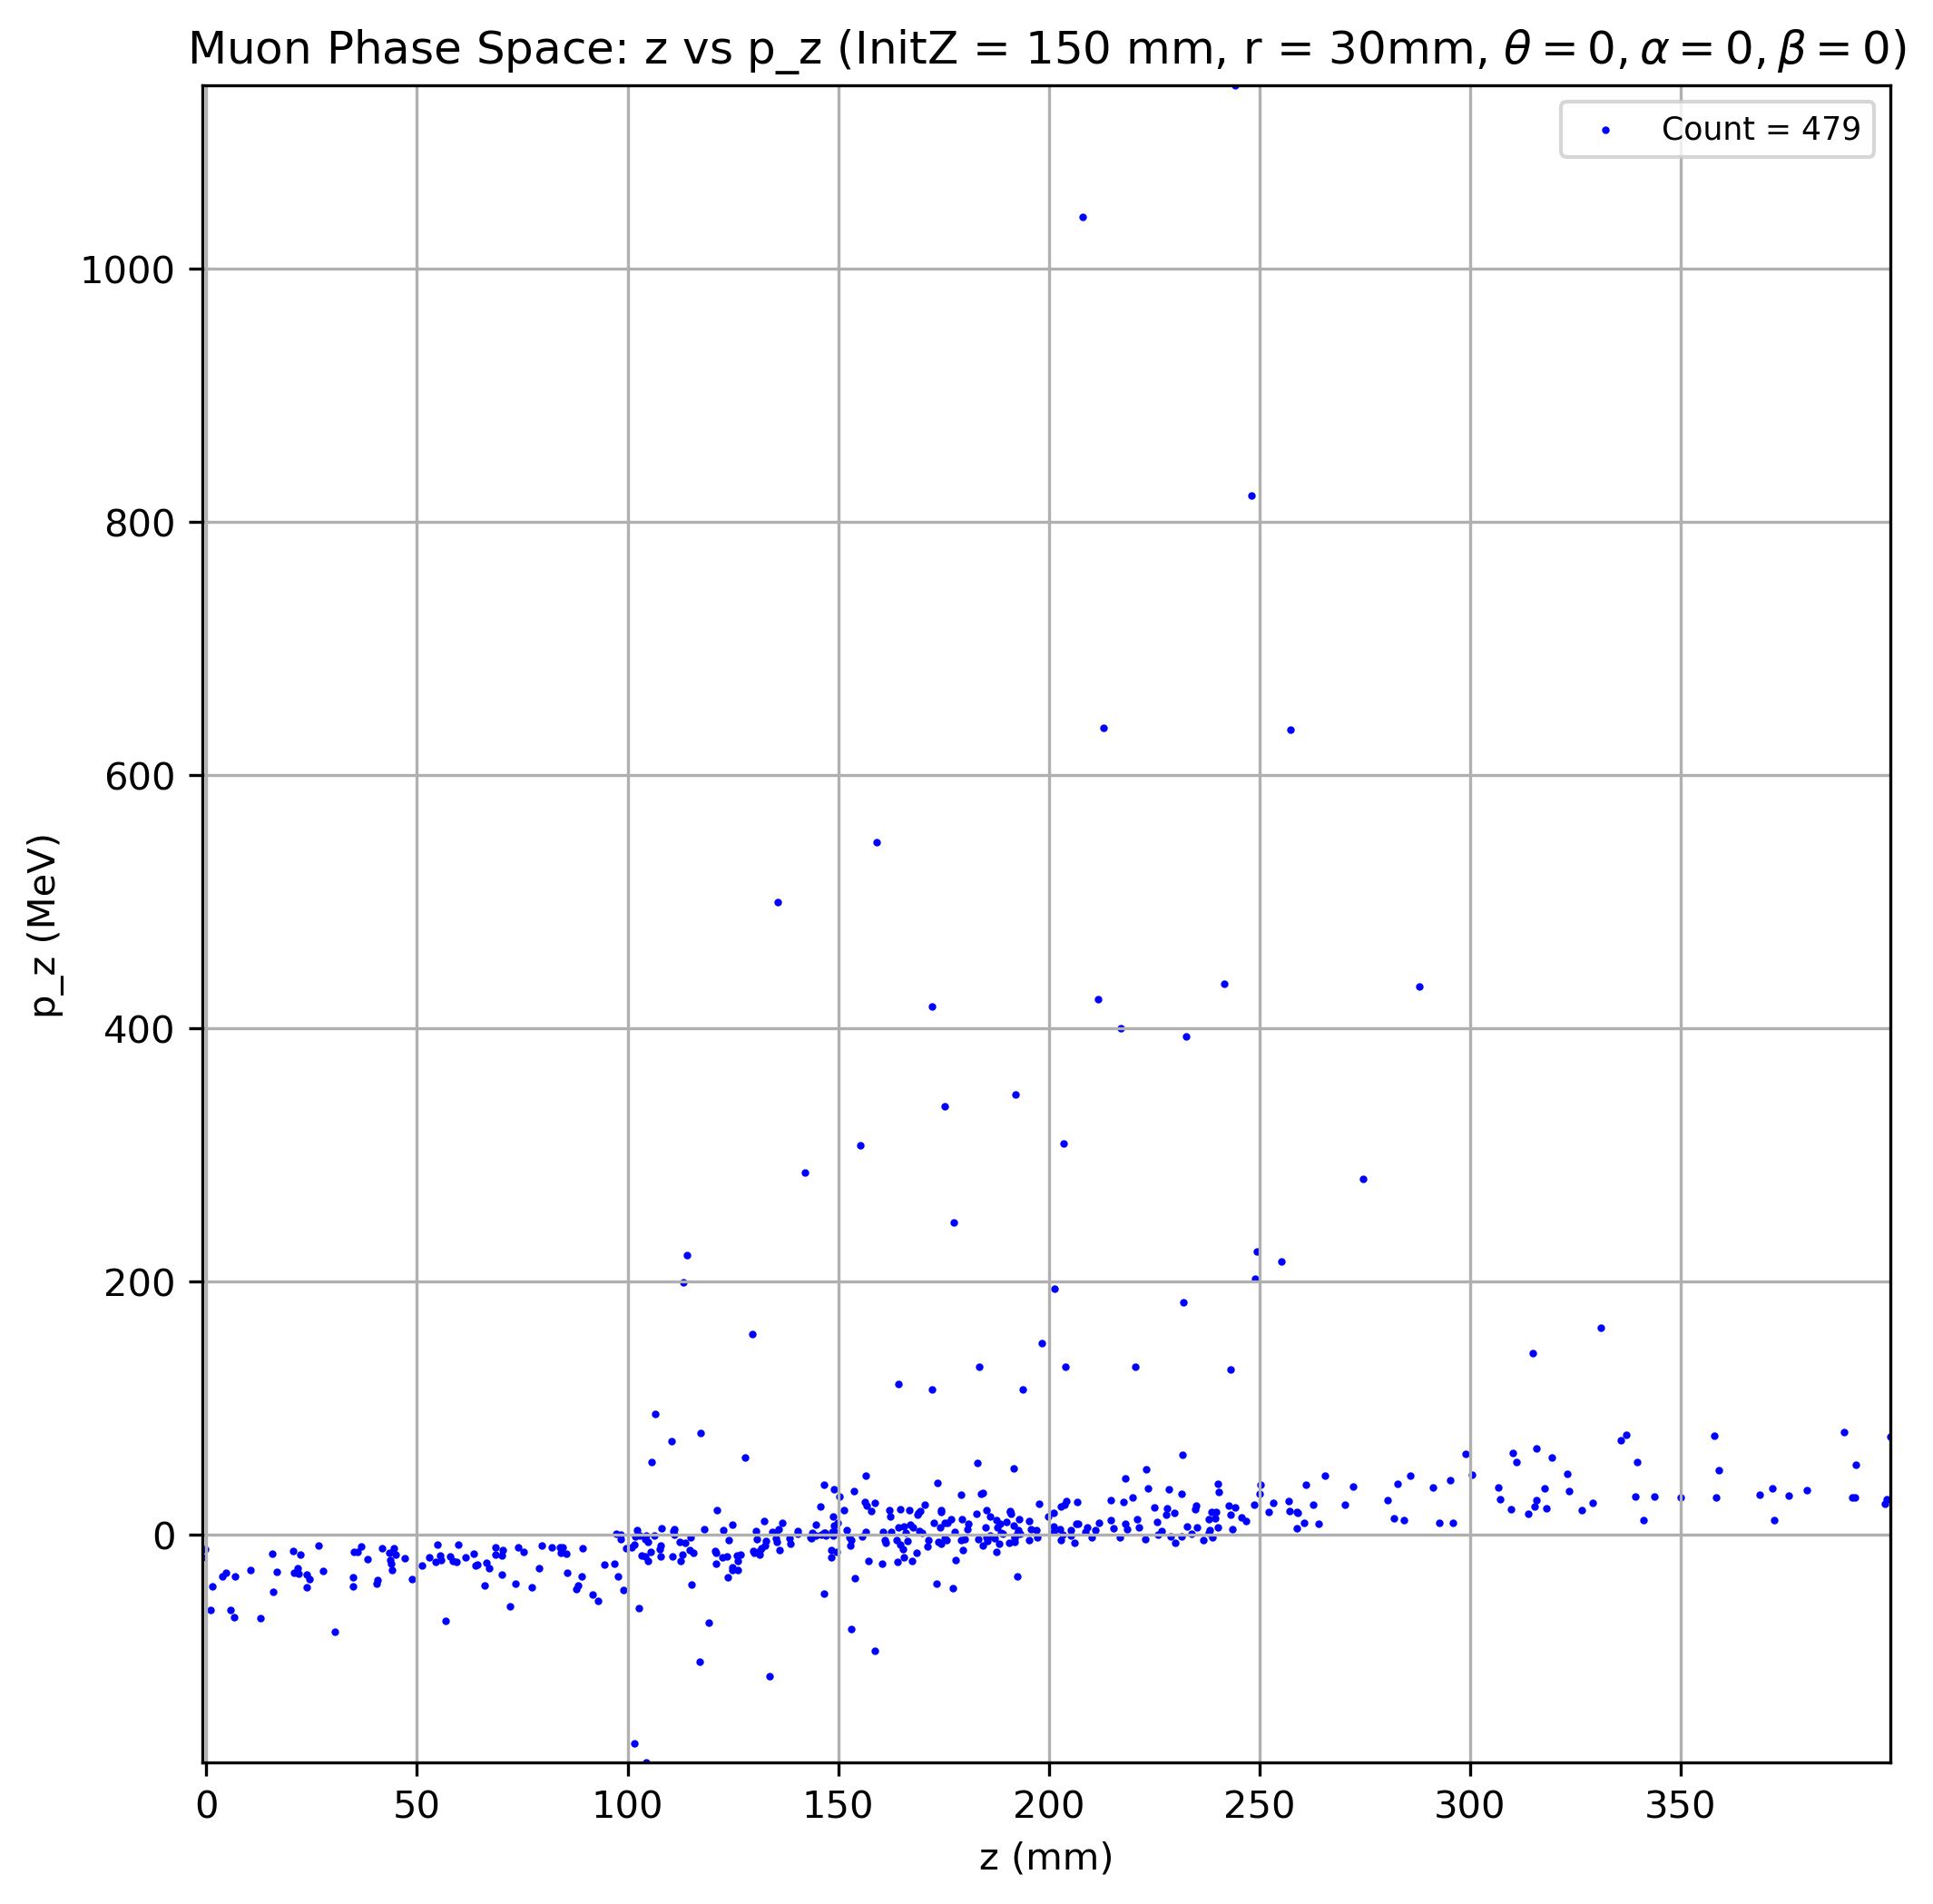 Muon Phase Space: z vs p_z (InitZ = 150 mm, r = 30mm, θ = 0, α = 0, β = 0)
Count = 479
1000
800
600
400
200
0
p_z (MeV)
0 50 100 150 200 250 300 350
z (mm)